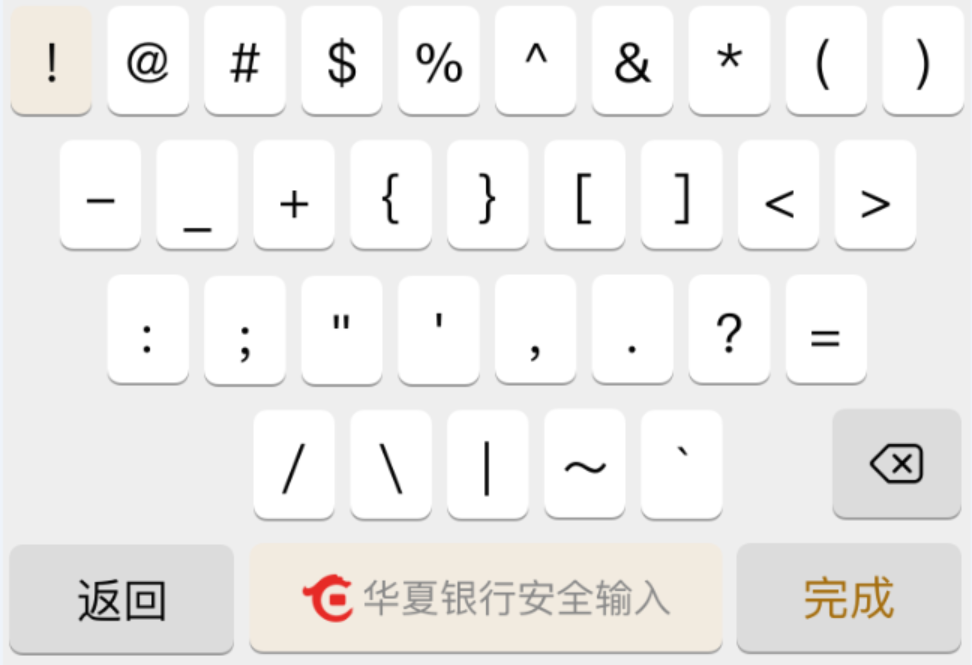 ! @ # $ % ^ & * ( )
- _ + { } [ ] < >
: ; " ' , . ? =
/ \ | ~ `
返回 华夏银行安全输入 完成